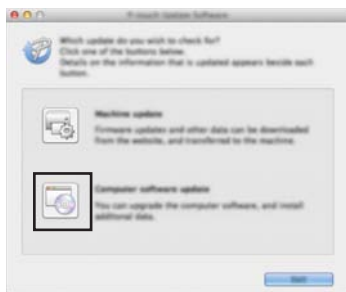 P-touch Update Software
Which update do you wish to check for?
Click one of the buttons below.
Details on the information that is updated appears beside each
button.
Machine update
Firmware updates and other data can be downloaded
from the website, and transferred to the machine.
Computer software update
You can upgrade the computer software, and install
additional data.